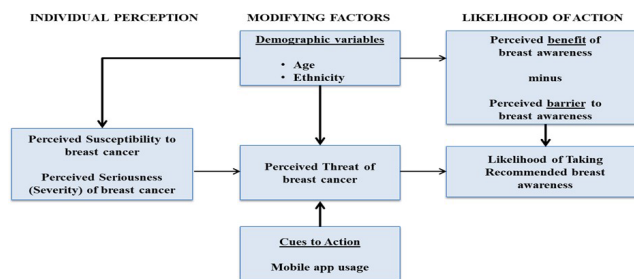 INDIVIDUAL PERCEPTION
MODIFYING FACTORS
LIKELIHOOD OF ACTION
Demographic variables
• Age
• Ethnicity
Perceived benefit of
breast awareness
minus
Perceived barrier to
breast awareness
Perceived Susceptibility to
breast cancer
Perceived Seriousness
(Severity) of breast cancer
Perceived Threat of
breast cancer
Likelihood of Taking
Recommended breast
awareness
Cues to Action
Mobile app usage